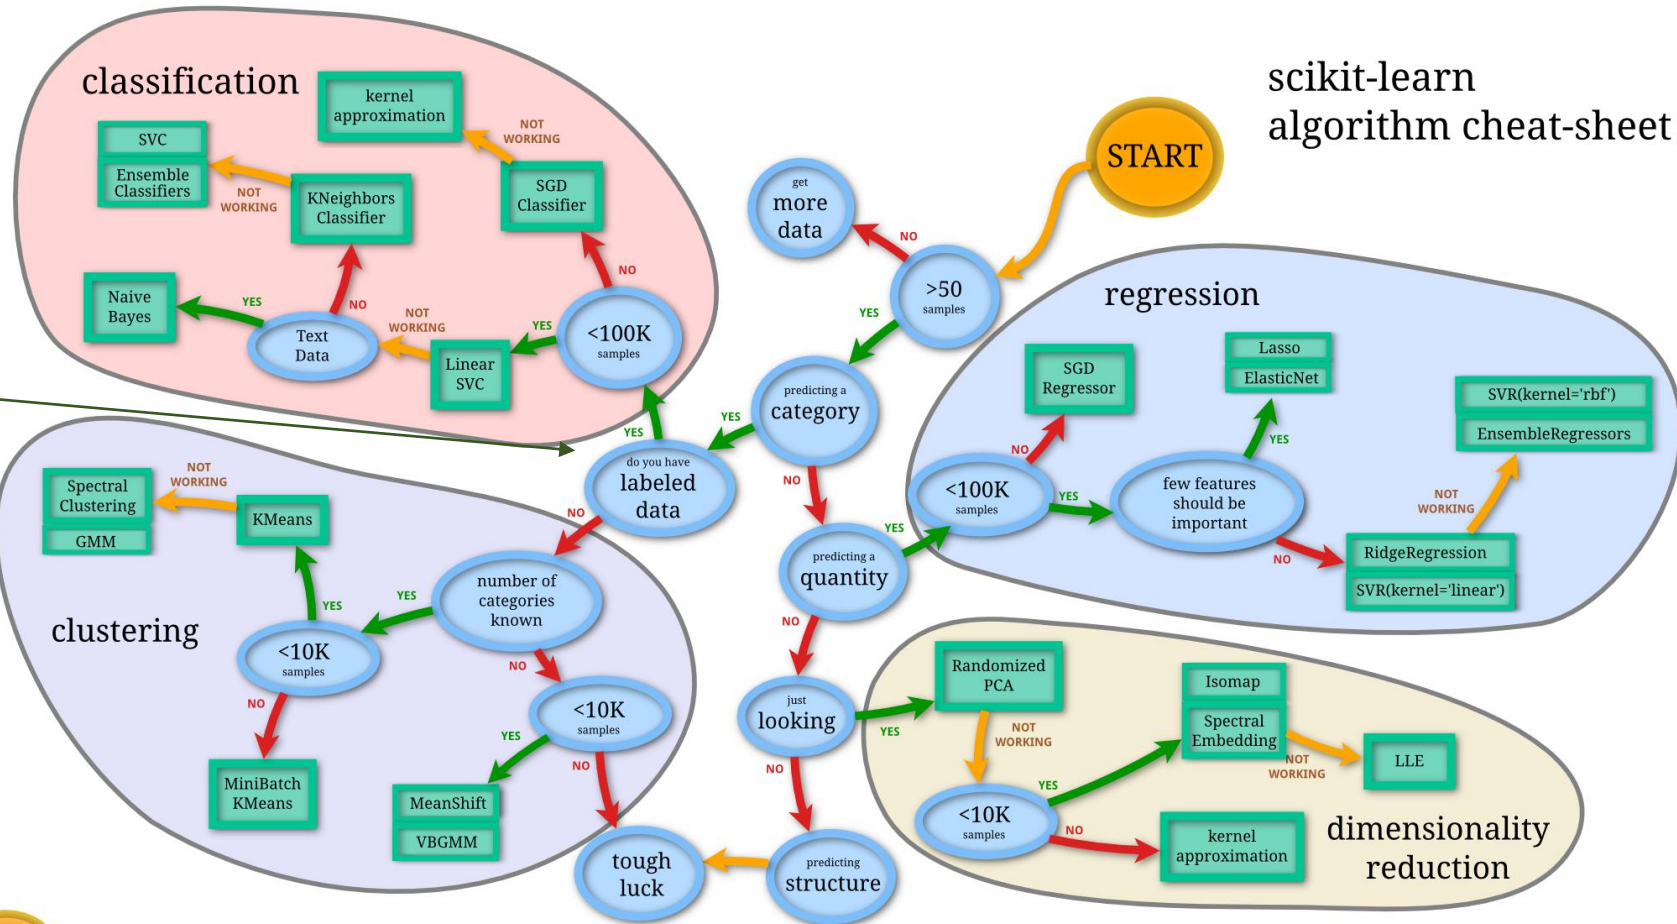 scikit-learn
algorithm cheat-sheet
START
classification
kernel
approximation
NOT
WORKING
SVC
Ensemble
Classifiers
NOT
WORKING
KNeighbors
Classifier
SGD
Classifier
NO
Naive
Bayes
YES
Text
Data
NO
NOT
WORKING
Linear
SVC
YES
<100K
samples
YES
get
more
data
NO
>50
samples
YES
predicting a
category
YES
NO
do you have
labeled
data
NO
predicting a
quantity
YES
NO
just
looking
YES
NO
predicting
structure
tough
luck
regression
SGD
Regressor
NO
<100K
samples
YES
few features
should be
important
YES
Lasso
ElasticNet
NO
RidgeRegression
SVR(kernel='linear')
NOT
WORKING
SVR(kernel='rbf')
EnsembleRegressors
clustering
Spectral
Clustering
GMM
NOT
WORKING
KMeans
YES
<10K
samples
NO
MiniBatch
KMeans
YES
number of
categories
known
NO
<10K
samples
YES
NO
MeanShift
VBGMM
dimensionality
reduction
Randomized
PCA
NOT
WORKING
<10K
samples
YES
NO
Isomap
Spectral
Embedding
NOT
WORKING
LLE
kernel
approximation